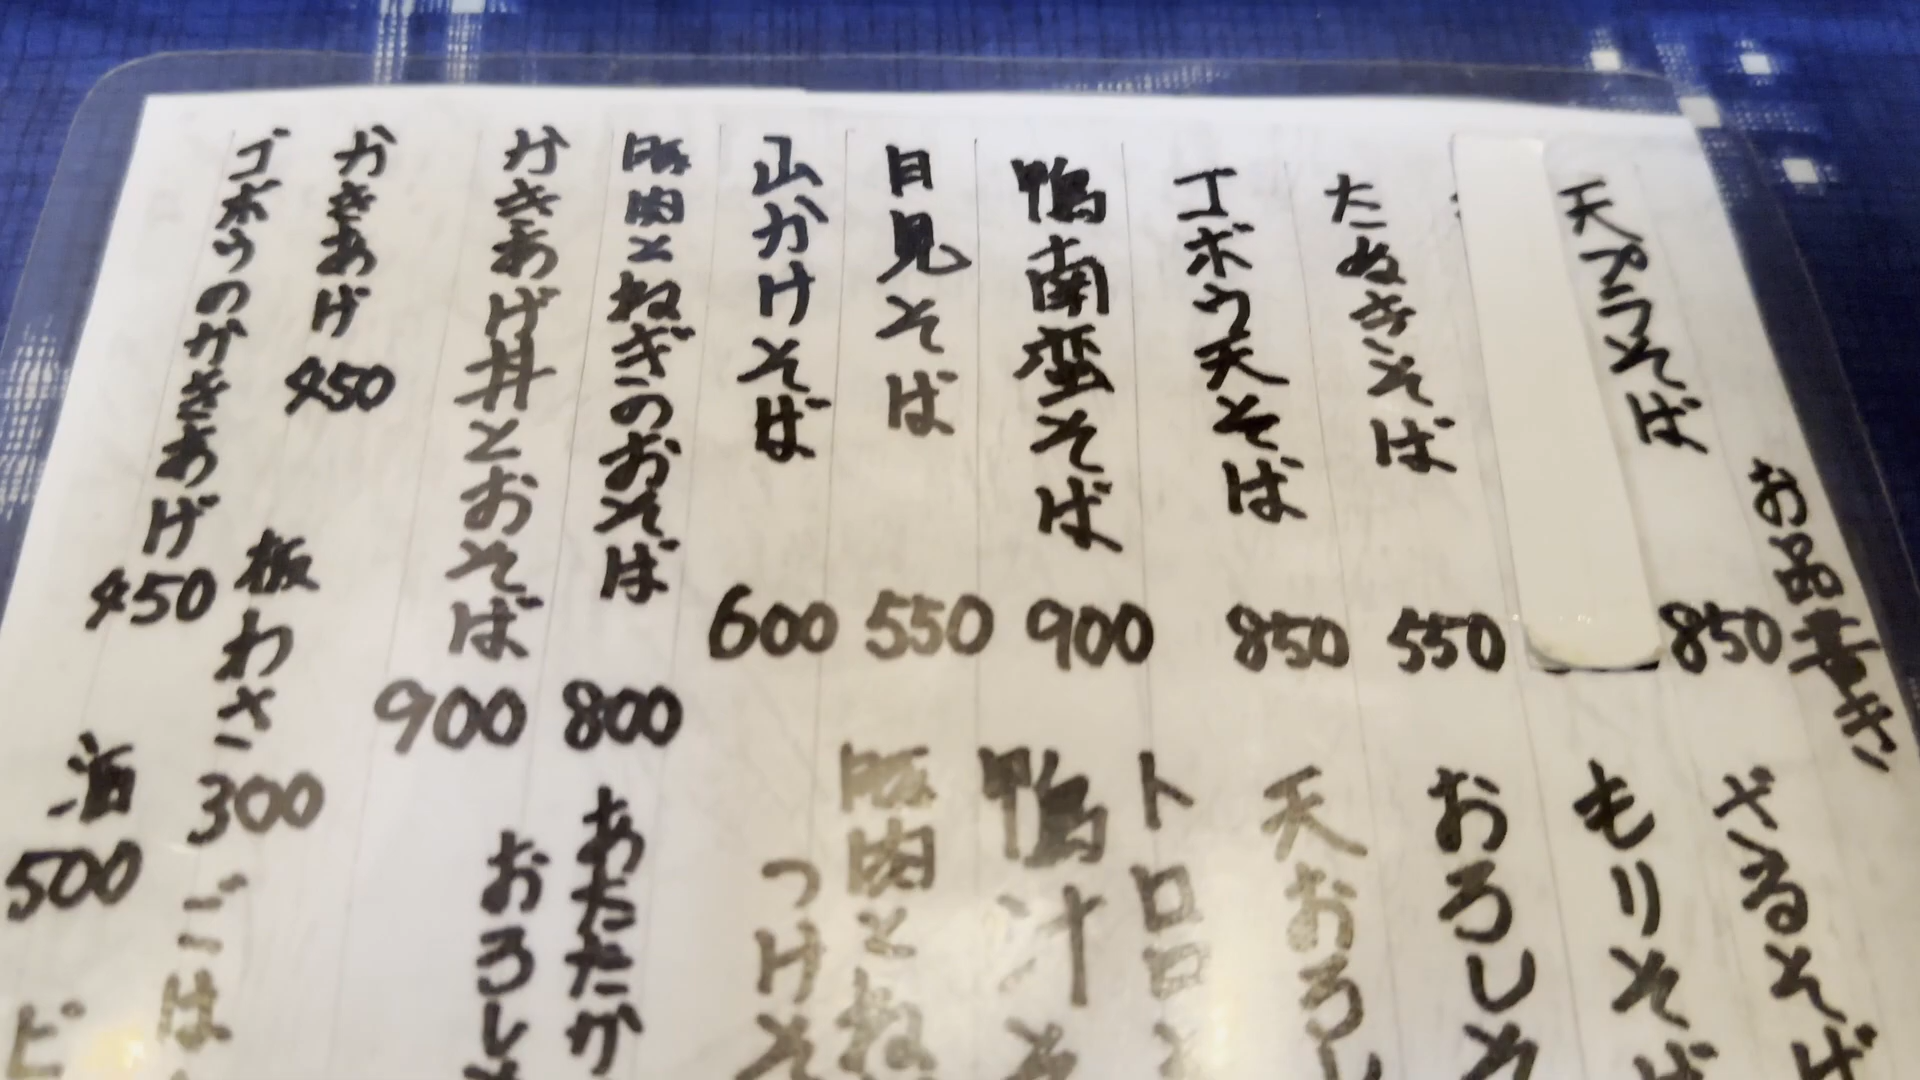 お品書き
天プラそば 850
たぬきそば 550
ゴボウ天そば 850
鴨南蛮そば 900
月見そば 550
山かけそば 600
豚肉とねぎのおそば 800
かきあげ丼とおそば 900
かきあげ 450
ゴボウのかきあげ 450
ざるそば
もりそば
おろしそ
天おろし
トロロそ
鴨汁そ
豚肉とね
つけそ
あたたか
おろしそ
板わさ 300
ごは
酒 500
ビ